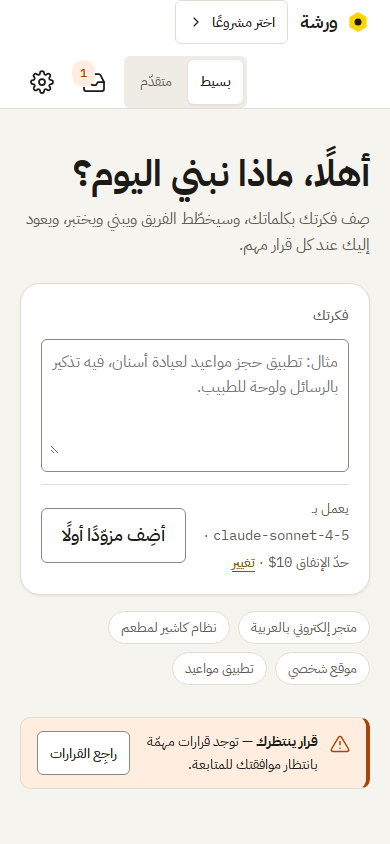 ورشة
اختر مشروعًا
بسيط
متقدّم
1
أهلًا، ماذا نبني اليوم؟
صِف فكرتك بكلماتك، وسيخطّط الفريق ويبني ويختبر، ويعود
إليك عند كل قرار مهم.
فكرتك
مثال: تطبيق حجز مواعيد لعيادة أسنان، فيه تذكير
بالرسائل ولوحة للطبيب.
يعمل بـ
claude-sonnet-4-5 ·
حدّ الإنفاق $10 · تغيير
أضِف مزوّدًا أولًا
متجر إلكتروني بالعربية
نظام كاشير لمطعم
موقع شخصي
تطبيق مواعيد
قرار ينتظرك — توجد قرارات مهمّة
بانتظار موافقتك للمتابعة.
راجِع القرارات